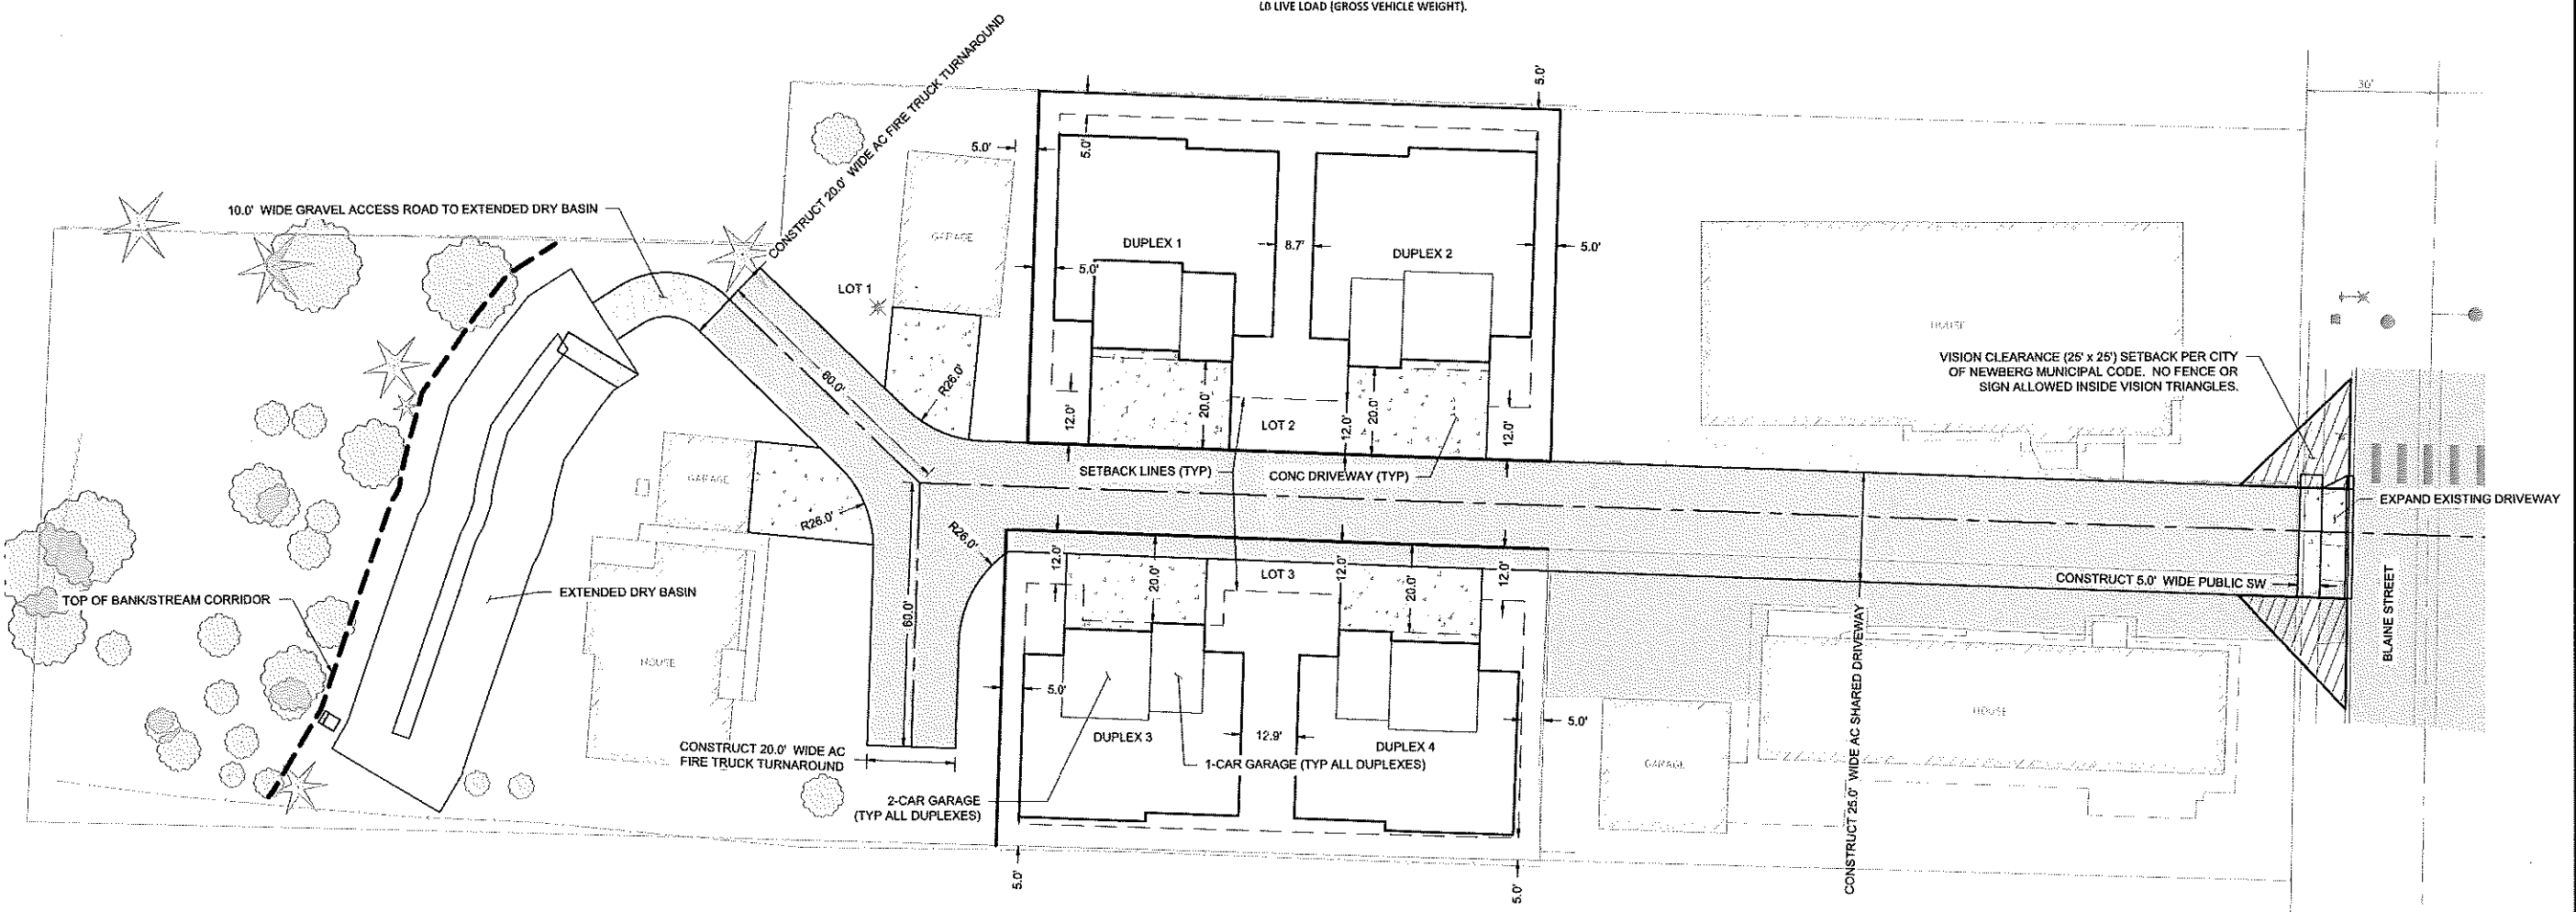 LB LIVE LOAD (GROSS VEHICLE WEIGHT).
CONSTRUCT 20.0' WIDE AC FIRE TRUCK TURNAROUND
5.0'
30'
5.0'
5.0'
10.0' WIDE GRAVEL ACCESS ROAD TO EXTENDED DRY BASIN
GARAGE
DUPLEX 1
8.7'
DUPLEX 2
5.0'
5.0'
LOT 1
HOUSE
VISION CLEARANCE (25' x 25') SETBACK PER CITY
OF NEWBERG MUNICIPAL CODE. NO FENCE OR
SIGN ALLOWED INSIDE VISION TRIANGLES.
60.0'
R26.0'
12.0'
20.0'
LOT 2
12.0'
20.0'
12.0'
SETBACK LINES (TYP)
CONC DRIVEWAY (TYP)
GARAGE
R26.0'
R26.0'
EXPAND EXISTING DRIVEWAY
12.0'
20.0'
LOT 3
12.0'
20.0'
12.0'
CONSTRUCT 5.0' WIDE PUBLIC SW
BLAINE STREET
TOP OF BANK/STREAM CORRIDOR
EXTENDED DRY BASIN
60.0'
HOUSE
5.0'
5.0'
HOUSE
CONSTRUCT 20.0' WIDE AC
FIRE TRUCK TURNAROUND
DUPLEX 3
12.9'
DUPLEX 4
1-CAR GARAGE (TYP ALL DUPLEXES)
GARAGE
2-CAR GARAGE
(TYP ALL DUPLEXES)
CONSTRUCT 25.0' WIDE AC SHARED DRIVEWAY
5.0'
5.0'